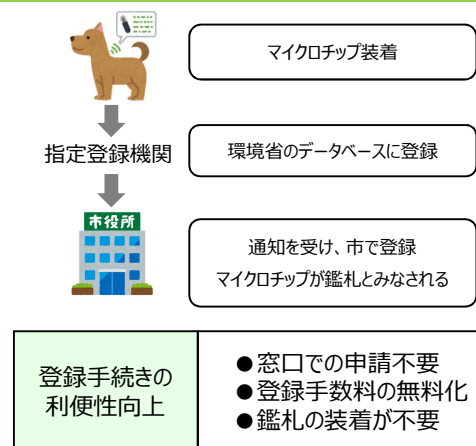 マイクロチップ装着
指定登録機関
環境省のデータベースに登録
市役所
通知を受け、市で登録
マイクロチップが鑑札とみなされる
登録手続きの
利便性向上
●窓口での申請不要
●登録手数料の無料化
●鑑札の装着が不要